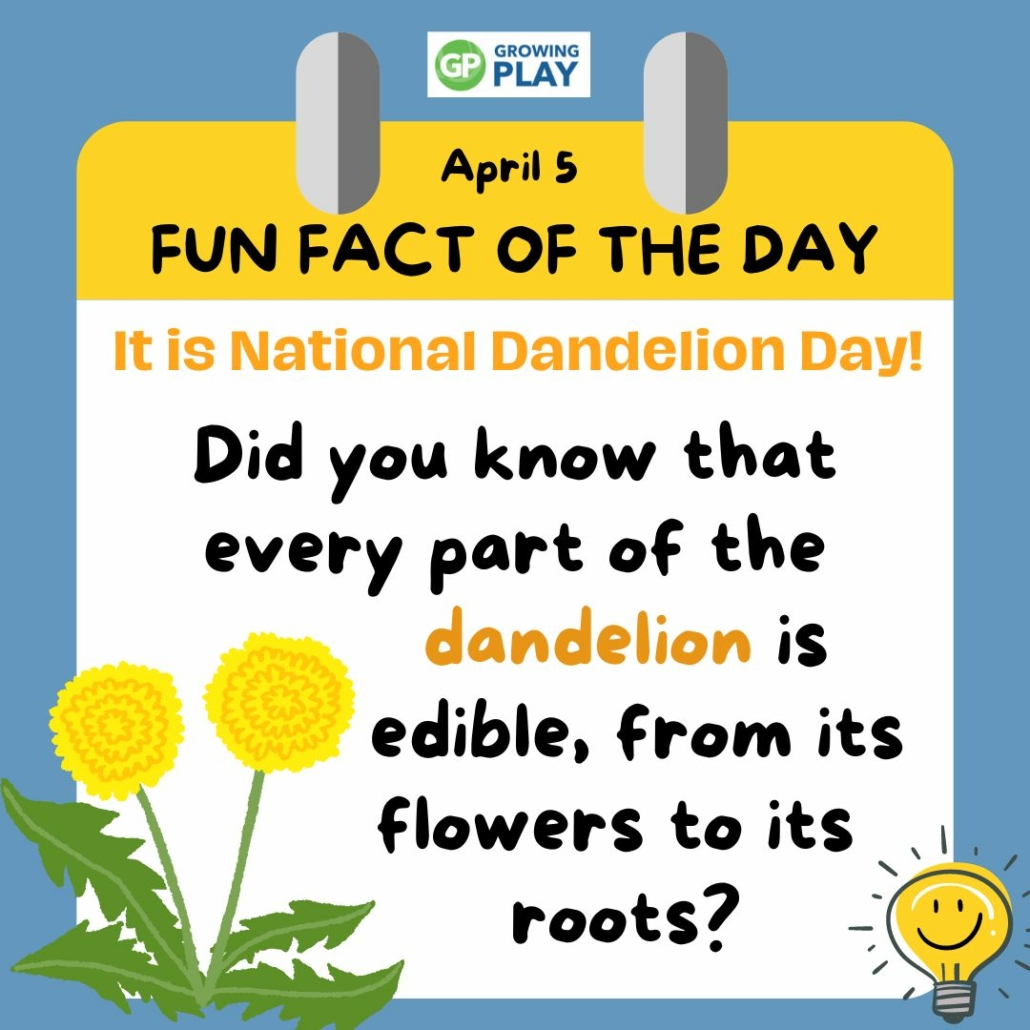 GP GROWING
PLAY
April 5
FUN FACT OF THE DAY
It is National Dandelion Day!
Did you know that
every part of the
dandelion is
edible, from its
flowers to its
roots?